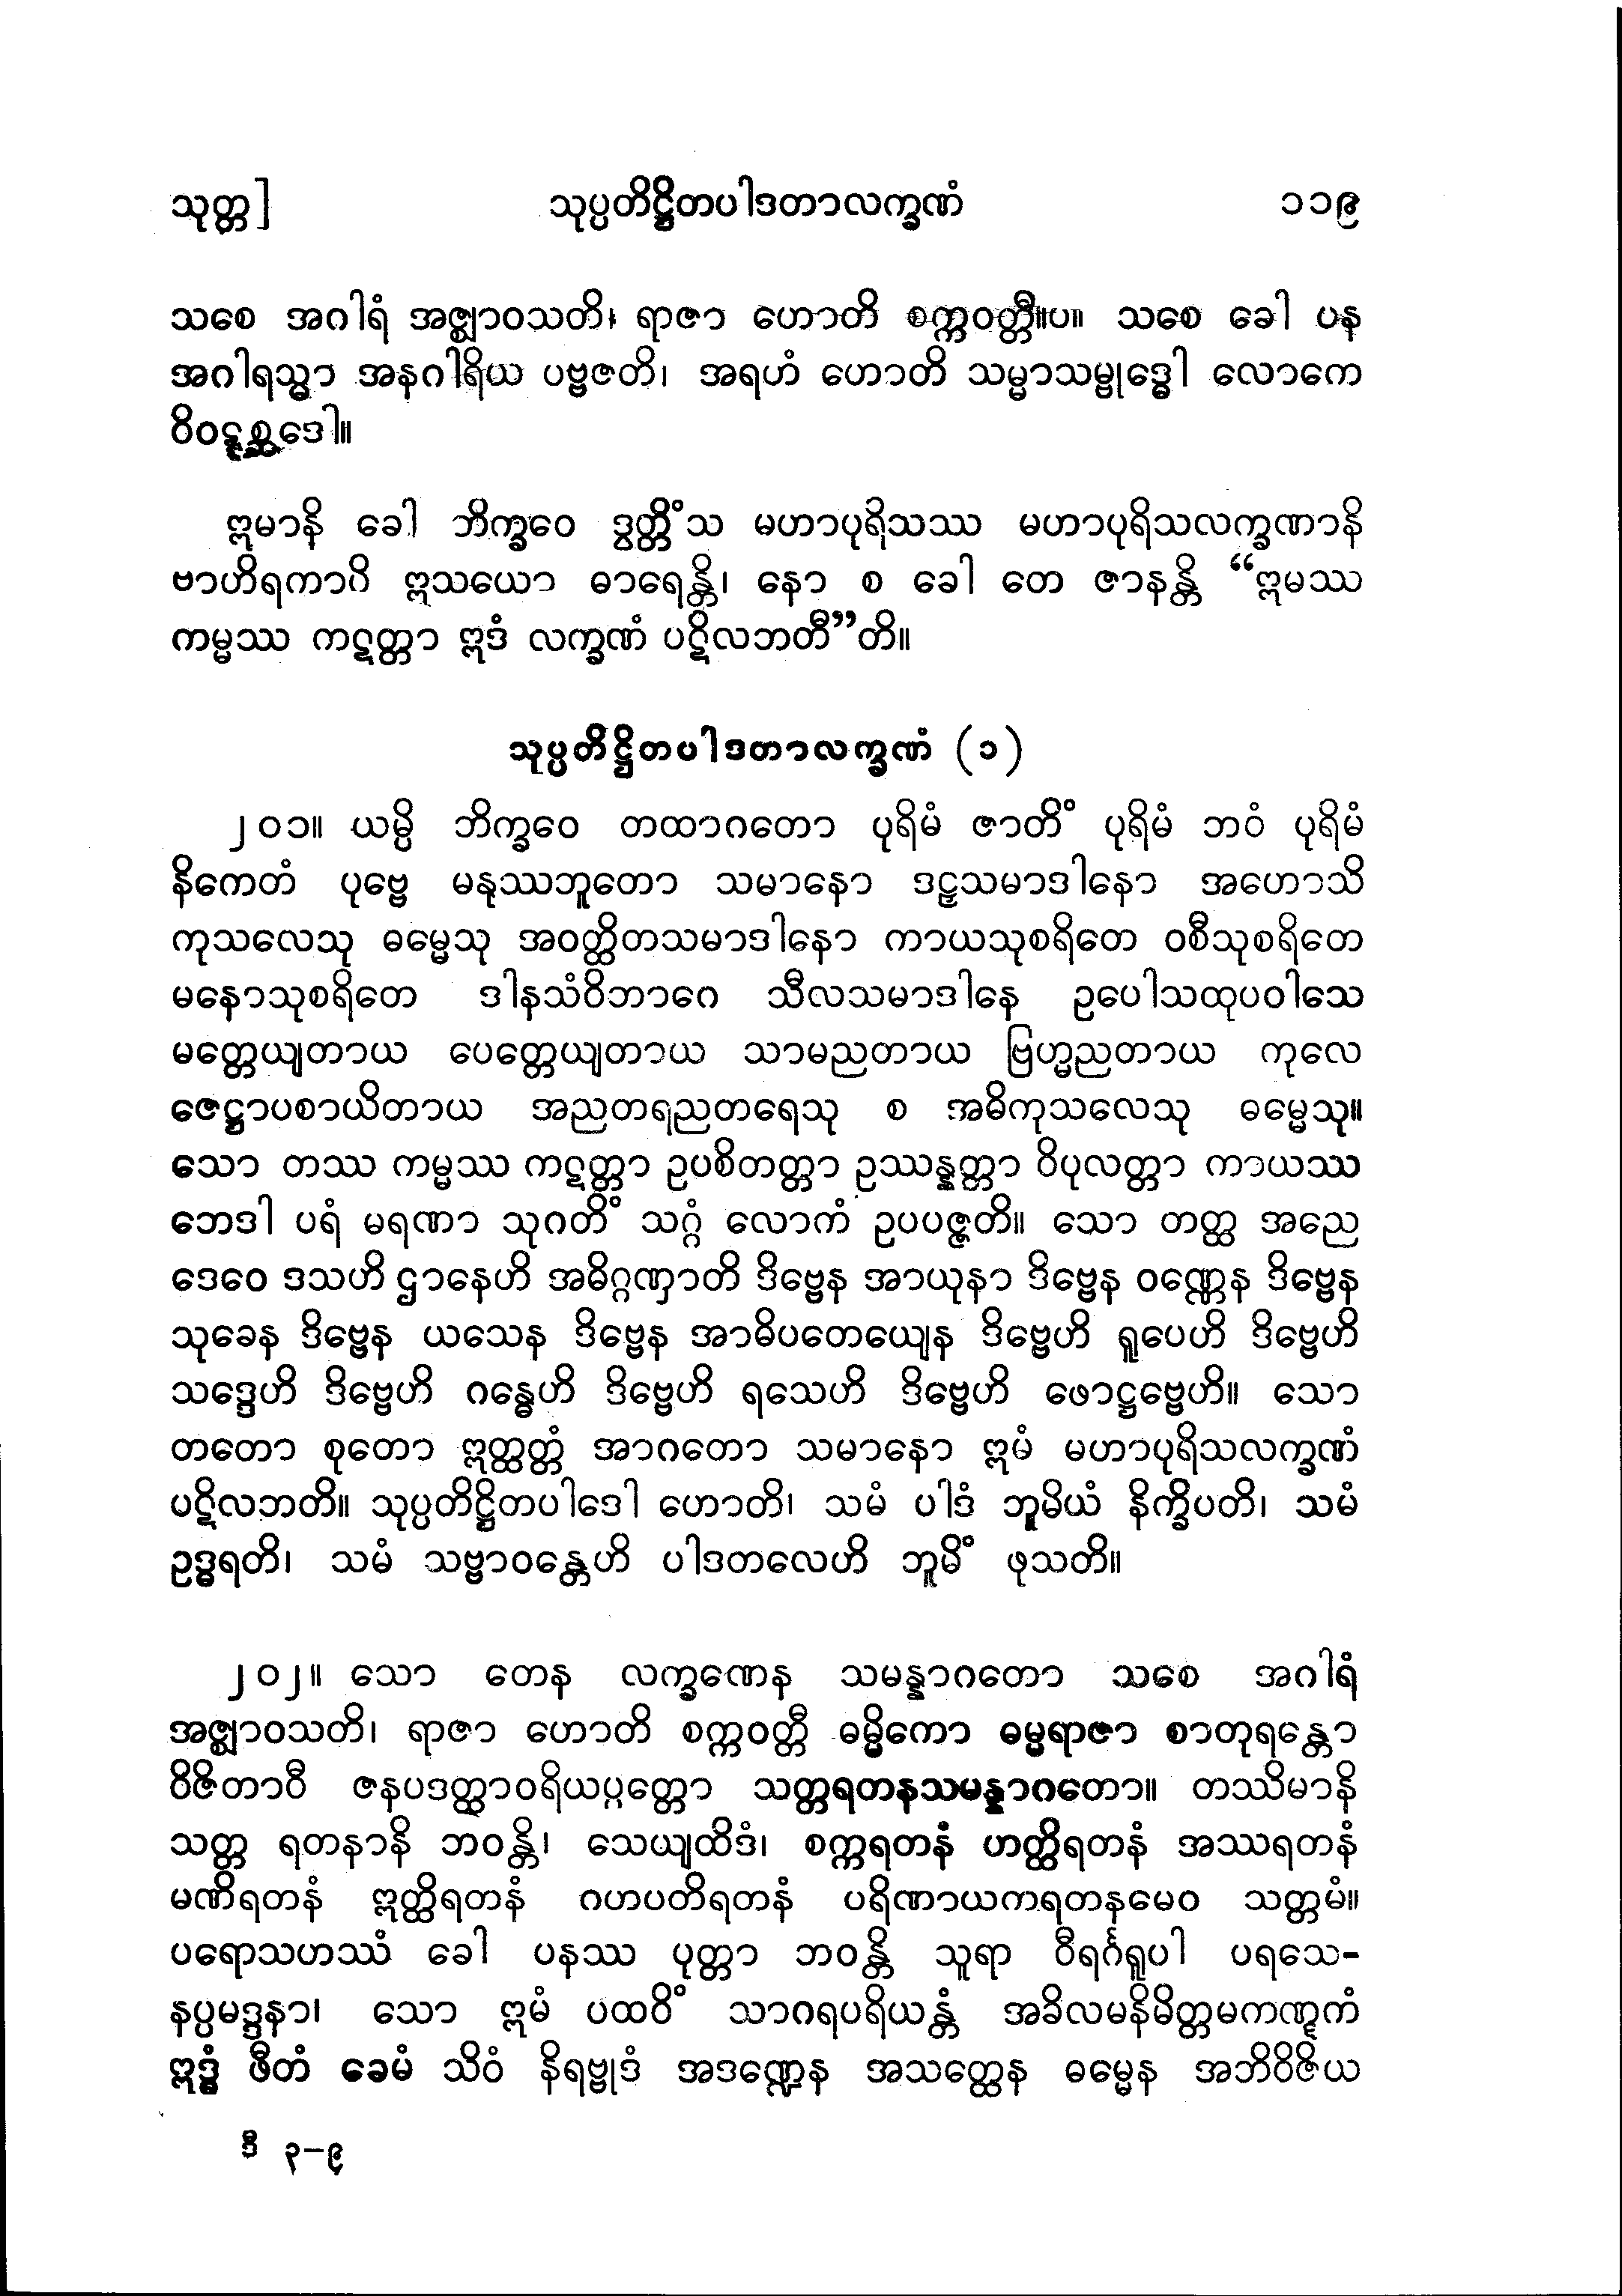 သုတ္တ] သုပ္ပတိဋ္ဌိတပါဒတာလက္ခဏံ ၁၁၉
သစေ အဂါရံ အဇ္ဈာဝသတိ၊ ရာဇာ ဟောတိ စက္ကဝတ္တီ။ပ။ သစေ ခေါ ပန
အဂါရသ္မာ အနဂါရိယ ပဗ္ဗဇတိ၊ အရဟံ ဟောတိ သမ္မာသမ္ဗုဒ္ဓေါ လောကေ
ဝိဝဋ္ဋစ္ဆဒေါ။
ဣမာနိ ခေါ ဘိက္ခဝေ ဒွတ္တိံသ မဟာပုရိသဿ မဟာပုရိသလက္ခဏာနိ
ဗာဟိရကာပိ ဣသယော ဓာရေန္တိ၊ နော စ ခေါ တေ ဇာနန္တိ “ဣမဿ
ကမ္မဿ ကဋတ္တာ ဣဒံ လက္ခဏံ ပဋိလဘတီ”တိ။
သုပ္ပတိဋ္ဌိတပါဒတာလက္ခဏံ (၁)
၂၀၁။ ယမ္ပိ ဘိက္ခဝေ တထာဂတော ပုရိမံ ဇာတိံ ပုရိမံ ဘဝံ ပုရိမံ
နိကေတံ ပုဗ္ဗေ မနုဿဘူတော သမာနော ဒဠှသမာဒါနော အဟောသိ
ကုသလေသု ဓမ္မေသု အဝတ္ထိတသမာဒါနော ကာယသုစရိတေ ဝစီသုစရိတေ
မနောသုစရိတေ ဒါနသံဝိဘာဂေ သီလသမာဒါနေ ဥပေါသထုပဝါသေ
မတ္တေယျတာယ ပေတ္တေယျတာယ သာမညတာယ ဗြဟ္မညတာယ ကုလေ
ဇေဋ္ဌာပစာယိတာယ အညတရညတရေသု စ အဓိကုသလေသု ဓမ္မေသု။
သော တဿ ကမ္မဿ ကဋတ္တာ ဥပစိတတ္တာ ဥဿန္နတ္တာ ဝိပုလတ္တာ ကာယဿ
ဘေဒါ ပရံ မရဏာ သုဂတိံ သဂ္ဂံ လောကံ ဥပပဇ္ဇတိ။ သော တတ္ထ အညေ
ဒေဝေ ဒသဟိ ဌာနေဟိ အဓိဂ္ဂဏှာတိ ဒိဗ္ဗေန အာယုနာ ဒိဗ္ဗေန ဝဏ္ဏေန ဒိဗ္ဗေန
သုခေန ဒိဗ္ဗေန ယသေန ဒိဗ္ဗေန အာဓိပတေယျေန ဒိဗ္ဗေဟိ ရူပေဟိ ဒိဗ္ဗေဟိ
သဒ္ဒေဟိ ဒိဗ္ဗေဟိ ဂန္ဓေဟိ ဒိဗ္ဗေဟိ ရသေဟိ ဒိဗ္ဗေဟိ ဖောဋ္ဌဗ္ဗေဟိ။ သော
တတော စုတော ဣတ္ထတ္တံ အာဂတော သမာနော ဣမံ မဟာပုရိသလက္ခဏံ
ပဋိလဘတိ။ သုပ္ပတိဋ္ဌိတပါဒေါ ဟောတိ၊ သမံ ပါဒံ ဘူမိယံ နိက္ခိပတိ၊ သမံ
ဥဒ္ဓရတိ၊ သမံ သဗ္ဗာဝန္တေဟိ ပါဒတလေဟိ ဘူမိံ ဖုသတိ။
၂၀၂။ သော တေန လက္ခဏေန သမန္နာဂတော သစေ အဂါရံ
အဇ္ဈာဝသတိ၊ ရာဇာ ဟောတိ စက္ကဝတ္တီ ဓမ္မိကော ဓမ္မရာဇာ စာတုရန္တော
ဝိဇိတာဝီ ဇနပဒတ္ထာဝရိယပ္ပတ္တော သတ္တရတနသမန္နာဂတော။ တဿိမာနိ
သတ္တ ရတနာနိ ဘဝန္တိ၊ သေယျထိဒံ၊ စက္ကရတနံ ဟတ္ထိရတနံ အဿရတနံ
မဏိရတနံ ဣတ္ထိရတနံ ဂဟပတိရတနံ ပရိဏာယကရတနမေဝ သတ္တမံ။
ပရောသဟဿံ ခေါ ပနဿ ပုတ္တာ ဘဝန္တိ သူရာ ဝီရင်္ဂရူပါ ပရသေ-
နပ္ပမဒ္ဒနာ၊ သော ဣမံ ပထဝိံ သာဂရပရိယန္တံ အခိလမနိမိတ္တမကဏ္ဋကံ
ဣဒ္ဓံ ဖီတံ ခေမံ သိဝံ နိရဗ္ဗုဒံ အဒဏ္ဍေန အသတ္ထေန ဓမ္မေန အဘိဝိဇိယ
ဒီ ၃-၉